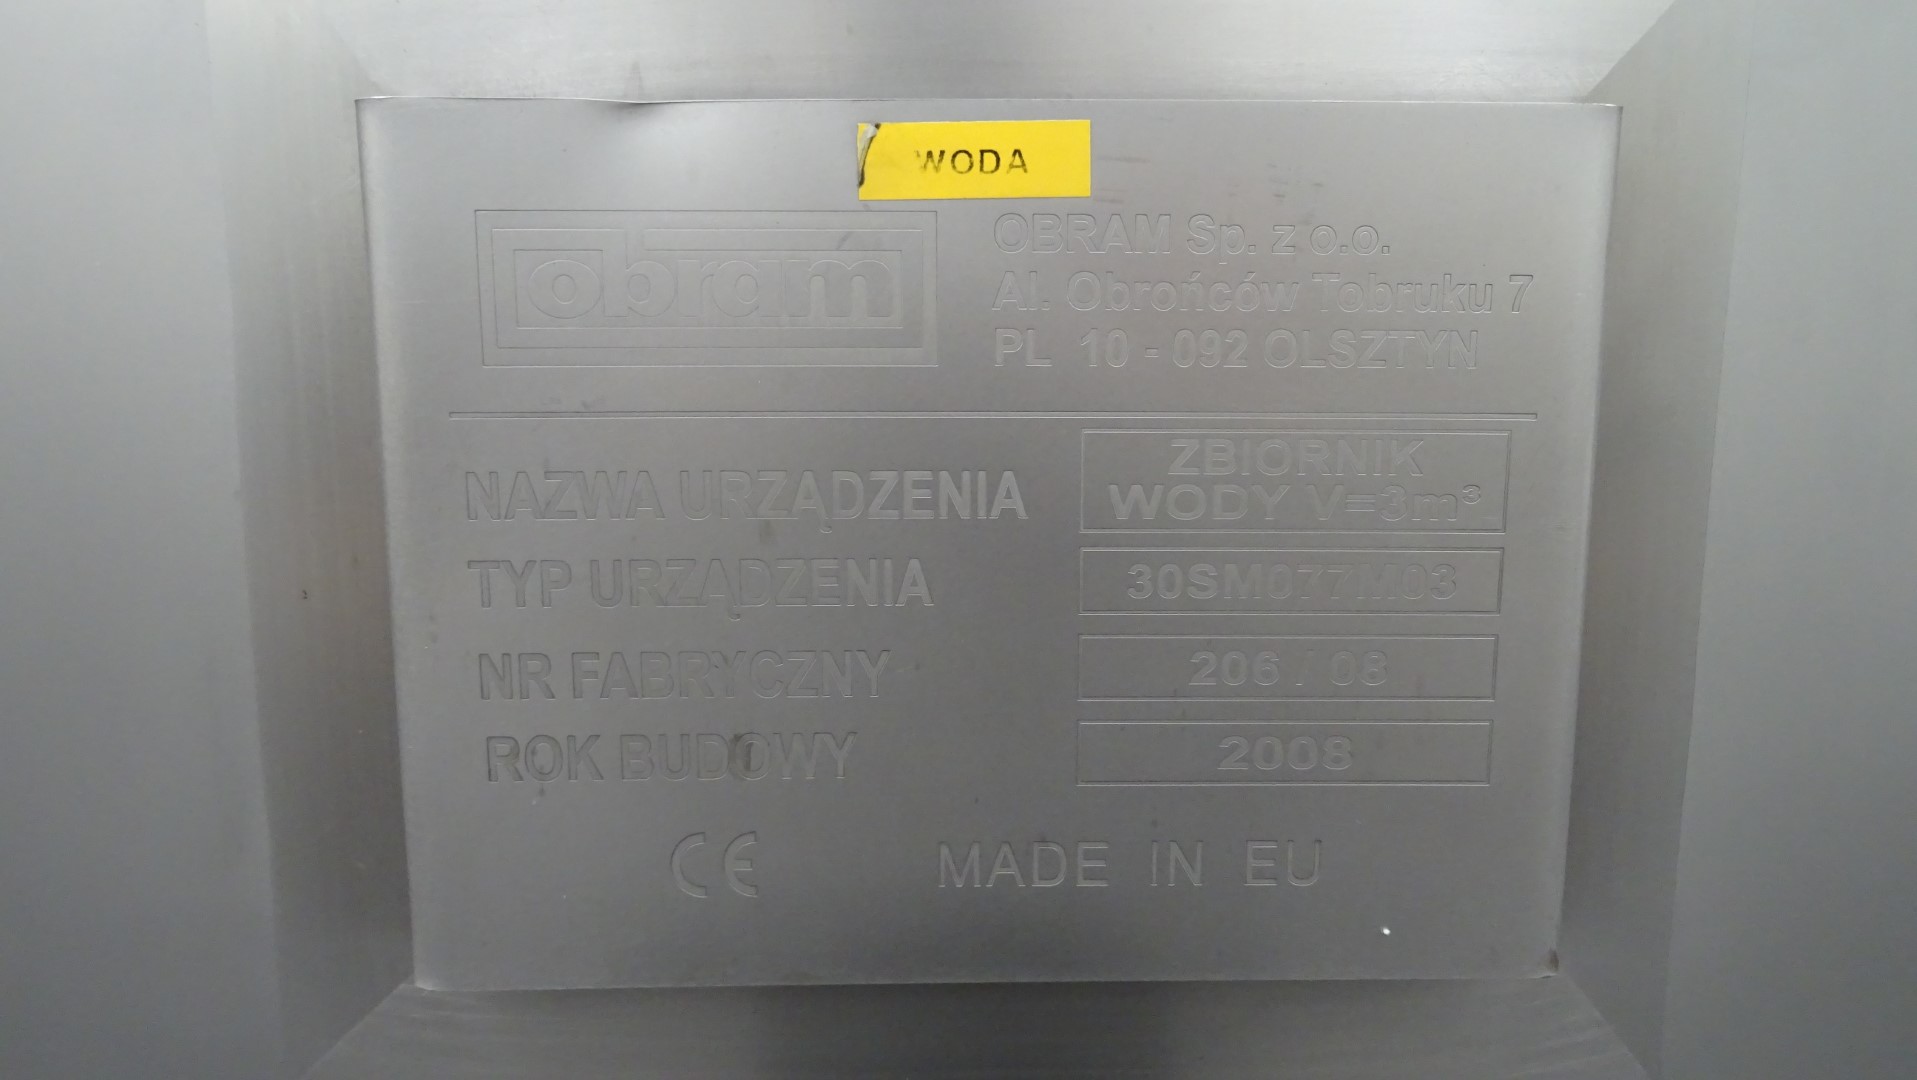 WODA
obram
OBRAM Sp. z o.o.
Al. Obrońców Tobruku 7
PL 10 - 092 OLSZTYN
NAZWA URZĄDZENIA
ZBIORNIK
WODY V=3m³
TYP URZĄDZENIA 30SM077M03
NR FABRYCZNY 206 / 08
ROK BUDOWY 2008
CE MADE IN EU